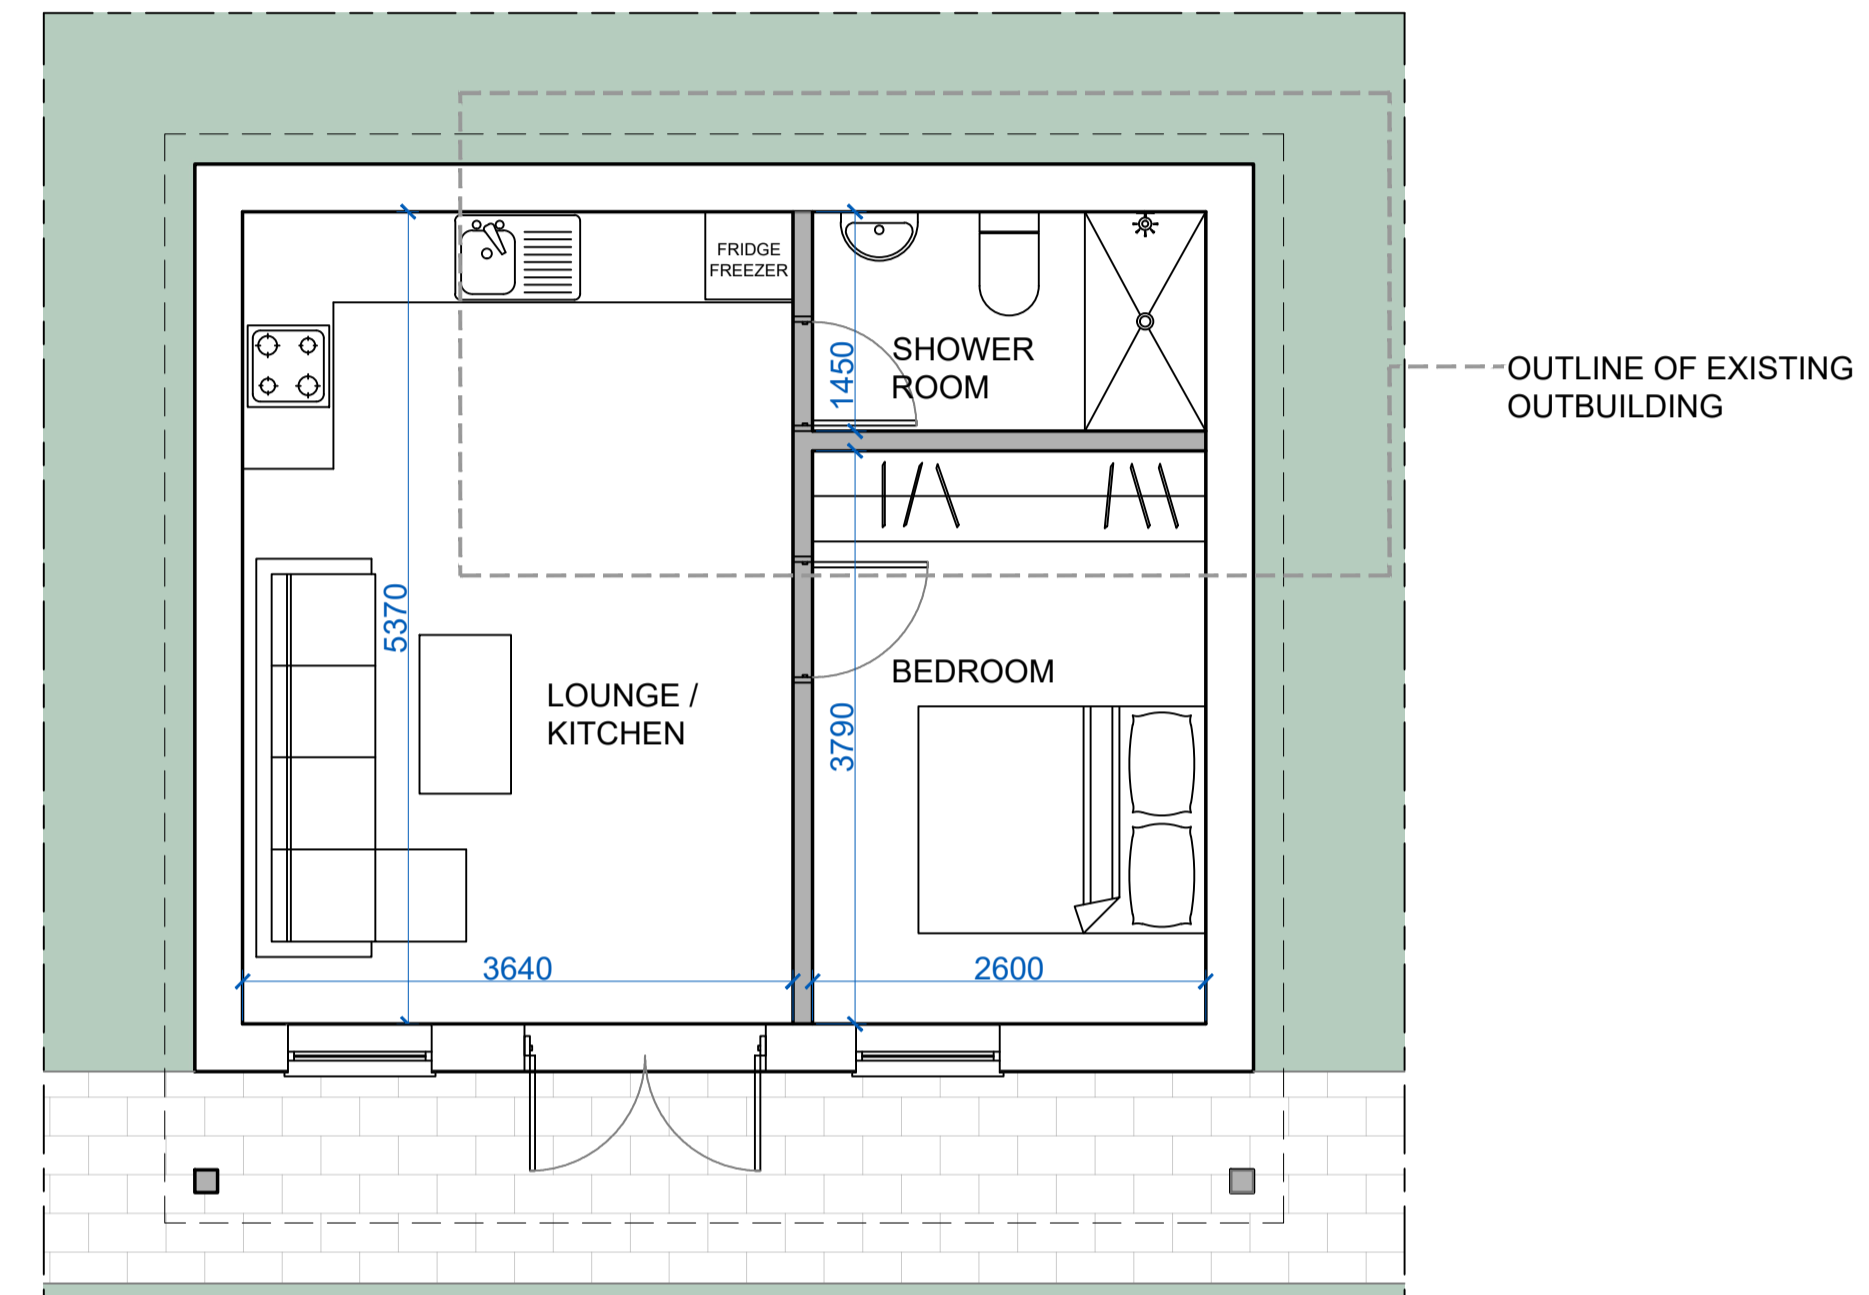 FRIDGE
FREEZER
SHOWER
ROOM
1450
OUTLINE OF EXISTING
OUTBUILDING
5370
LOUNGE /
KITCHEN
BEDROOM
3790
3640
2600